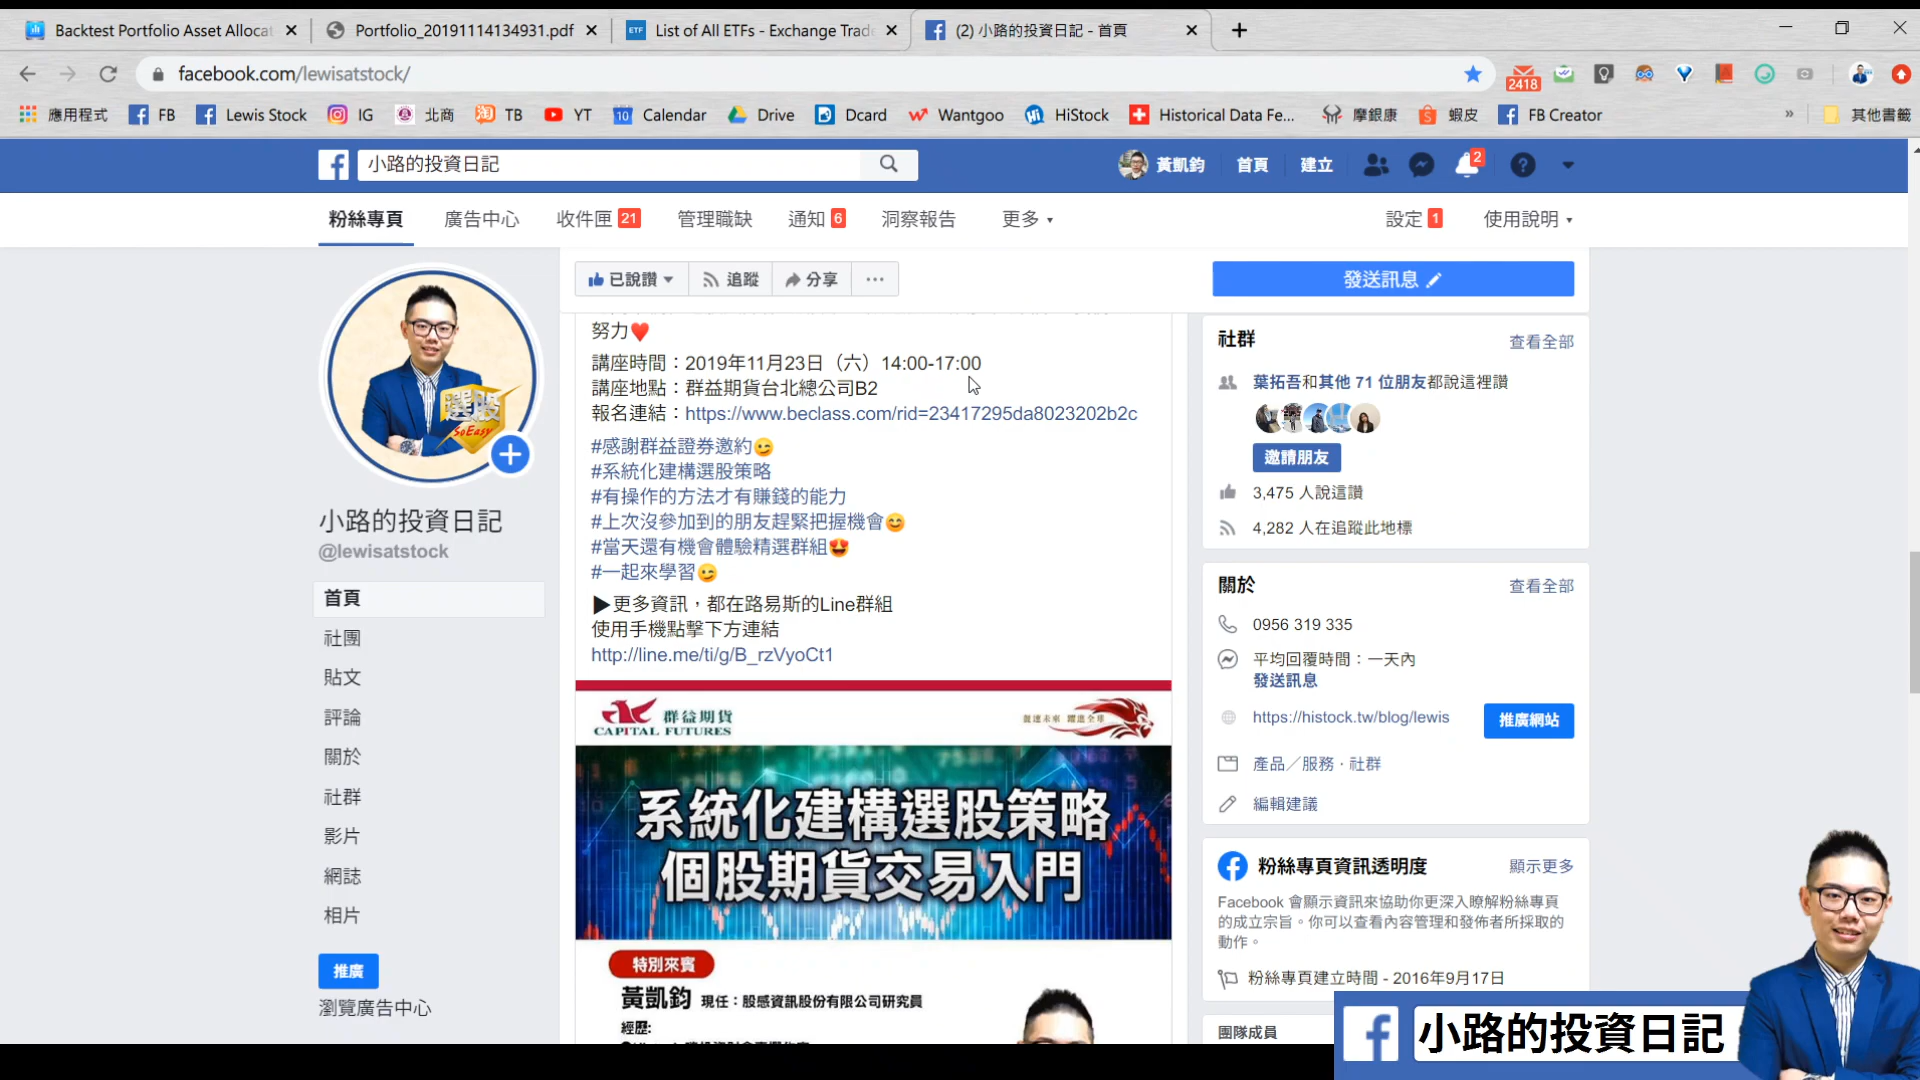 Backtest Portfolio Asset Allocat
Portfolio_20191114134931.pdf
ETF
List of All ETFs - Exchange Trade
(2) 小路的投資日記 - 首頁
facebook.com/lewisatstock/
2418
應用程式
FB
Lewis Stock
IG
北商
TB
YT
Calendar
Drive
Dcard
Wantgoo
HiStock
Historical Data Fe...
摩銀康
蝦皮
FB Creator
»
其他書籤
小路的投資日記
黃凱鈞
首頁
建立
2
粉絲專頁
廣告中心
收件匣 21
管理職缺
通知 6
洞察報告
更多
設定 1
使用說明
選股
SoEasy
小路的投資日記
@lewisatstock
首頁
社團
貼文
評論
關於
社群
影片
網誌
相片
推廣
瀏覽廣告中心
已說讚
追蹤
分享
發送訊息
努力❤️
講座時間：2019年11月23日（六）14:00-17:00
講座地點：群益期貨台北總公司B2
報名連結：https://www.beclass.com/rid=23417295da8023202b2c
#感謝群益證券邀約😉
#系統化建構選股策略
#有操作的方法才有賺錢的能力
#上次沒參加到的朋友趕緊把握機會😊
#當天還有機會體驗精選群組😍
#一起來學習😉
▶更多資訊，都在路易斯的Line群組
使用手機點擊下方連結
http://line.me/ti/g/B_rzVyoCt1
群益期貨
CAPITAL FUTURES
系統化建構選股策略
個股期貨交易入門
特別來賓
黃凱鈞 現任：股感資訊股份有限公司研究員
經歷:
社群
查看全部
葉拓吾和其他 71 位朋友都說這裡讚
邀請朋友
3,475 人說這讚
4,282 人在追蹤此地標
關於
查看全部
0956 319 335
平均回覆時間：一天內
發送訊息
https://histock.tw/blog/lewis
推廣網站
產品／服務 · 社群
編輯建議
粉絲專頁資訊透明度
顯示更多
Facebook 會顯示資訊來協助你更深入瞭解粉絲專頁
的成立宗旨。你可以查看內容管理和發佈者所採取的
動作。
粉絲專頁建立時間 - 2016年9月17日
團隊成員
小路的投資日記